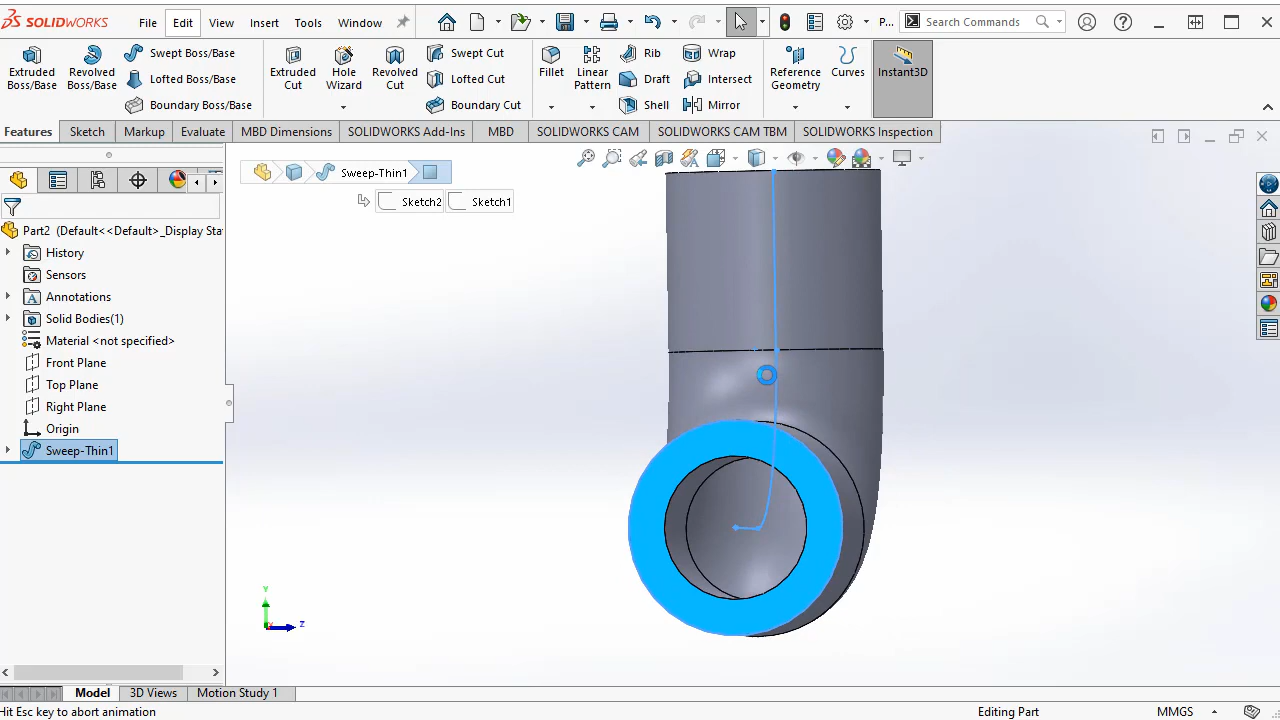 SOLIDWORKS File Edit View Insert Tools Window P... Search Commands
Extruded Boss/Base
Revolved Boss/Base
Swept Boss/Base
Lofted Boss/Base
Boundary Boss/Base
Extruded Cut
Hole Wizard
Revolved Cut
Swept Cut
Lofted Cut
Boundary Cut
Fillet
Linear Pattern
Rib
Draft
Shell
Wrap
Intersect
Mirror
Reference Geometry
Curves
Instant3D
Features Sketch Markup Evaluate MBD Dimensions SOLIDWORKS Add-Ins MBD SOLIDWORKS CAM SOLIDWORKS CAM TBM SOLIDWORKS Inspection
Sweep-Thin1
Sketch2 Sketch1
Part2 (Default<<Default>_Display Sta
History
Sensors
Annotations
Solid Bodies(1)
Material <not specified>
Front Plane
Top Plane
Right Plane
Origin
Sweep-Thin1
Y
Z
Model 3D Views Motion Study 1
Hit Esc key to abort animation Editing Part MMGS